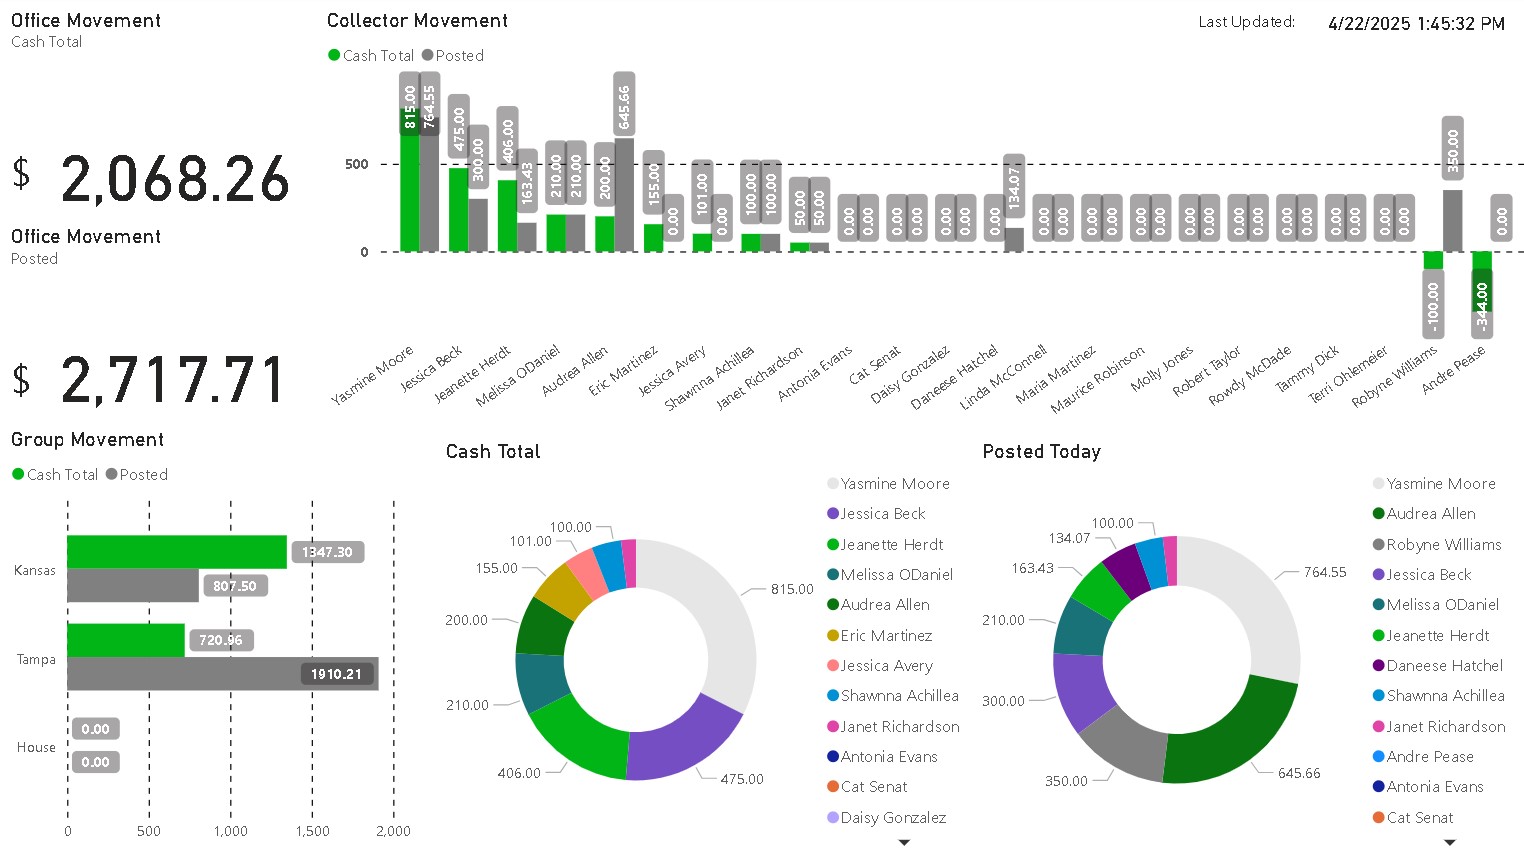 Office Movement
Cash Total
$ 2,068.26
Office Movement
Posted
$ 2,717.71
Collector Movement
Last Updated: 4/22/2025 1:45:32 PM
Cash Total Posted
500
0
815.00 764.55 475.00 300.00 406.00 163.43 210.00 210.00 200.00 645.66 155.00 0.00 101.00 0.00 100.00 100.00 50.00 50.00 0.00 0.00 0.00 0.00 0.00 0.00 0.00 134.07 0.00 0.00 0.00 0.00 0.00 0.00 0.00 0.00 0.00 0.00 0.00 0.00 0.00 0.00 0.00 0.00 -100.00 350.00 -344.00 0.00
Yasmine Moore
Jessica Beck
Jeanette Herdt
Melissa ODaniel
Audrea Allen
Eric Martinez
Jessica Avery
Shawnna Achillea
Janet Richardson
Antonia Evans
Cat Senat
Daisy Gonzalez
Daneese Hatchel
Linda McConnell
Maria Martinez
Maurice Robinson
Molly Jones
Robert Taylor
Rowdy McDade
Tammy Dick
Terri Ohlemeier
Robyne Williams
Andre Pease
Group Movement
Cash Total Posted
Kansas
1347.30
807.50
Tampa
720.96
1910.21
House
0.00
0.00
0 500 1,000 1,500 2,000
Cash Total
815.00
475.00
406.00
210.00
200.00
155.00
101.00
100.00
Yasmine Moore
Jessica Beck
Jeanette Herdt
Melissa ODaniel
Audrea Allen
Eric Martinez
Jessica Avery
Shawnna Achillea
Janet Richardson
Antonia Evans
Cat Senat
Daisy Gonzalez
Posted Today
764.55
645.66
350.00
300.00
210.00
163.43
134.07
100.00
Yasmine Moore
Audrea Allen
Robyne Williams
Jessica Beck
Melissa ODaniel
Jeanette Herdt
Daneese Hatchel
Shawnna Achillea
Janet Richardson
Andre Pease
Antonia Evans
Cat Senat